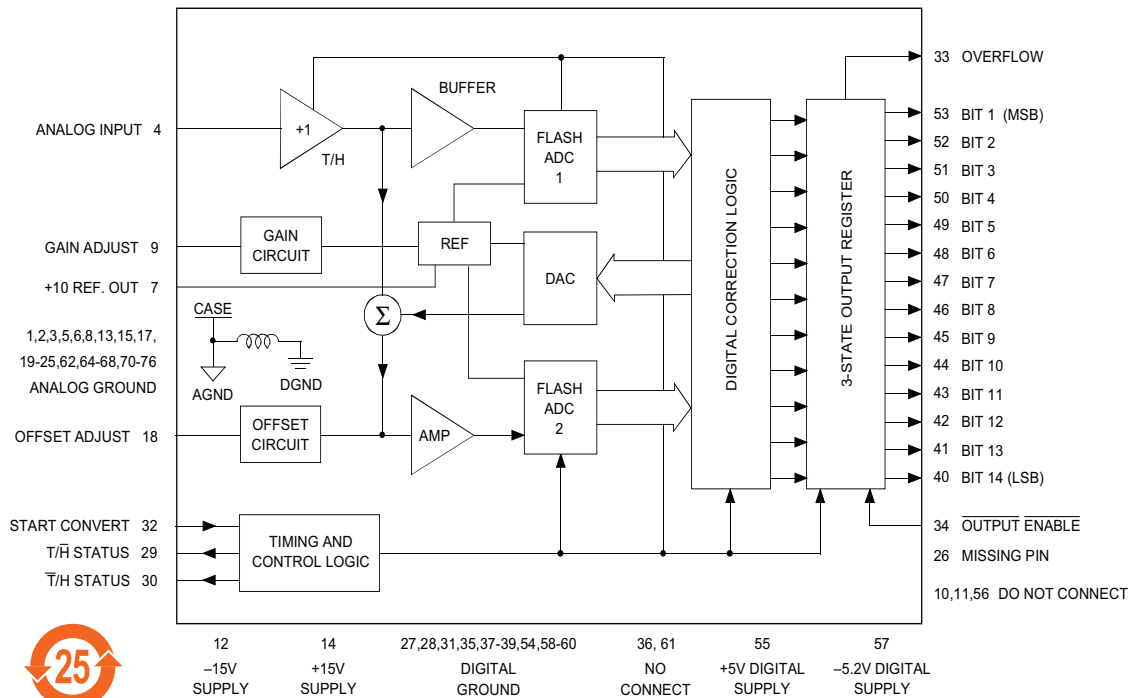 33 OVERFLOW
BUFFER
53 BIT 1 (MSB)
ANALOG INPUT 4
+1
T/H
FLASH
ADC
1
52 BIT 2
51 BIT 3
50 BIT 4
49 BIT 5
GAIN ADJUST 9
GAIN
CIRCUIT
REF
DAC
DIGITAL CORRECTION LOGIC
3-STATE OUTPUT REGISTER
48 BIT 6
47 BIT 7
+10 REF. OUT 7
46 BIT 8
CASE
Σ
1,2,3,5,6,8,13,15,17,
19-25,62,64-68,70-76
ANALOG GROUND
AGND
DGND
45 BIT 9
44 BIT 10
43 BIT 11
FLASH
ADC
2
OFFSET ADJUST 18
OFFSET
CIRCUIT
AMP
42 BIT 12
41 BIT 13
40 BIT 14 (LSB)
START CONVERT 32
T/H̅ STATUS 29
T̅/H STATUS 30
TIMING AND
CONTROL LOGIC
34 O̅U̅T̅P̅U̅T̅ E̅N̅A̅B̅L̅E̅
26 MISSING PIN
10,11,56 DO NOT CONNECT
25
12
–15V
SUPPLY
14
+15V
SUPPLY
27,28,31,35,37-39,54,58-60
DIGITAL
GROUND
36, 61
NO
CONNECT
55
+5V DIGITAL
SUPPLY
57
–5.2V DIGITAL
SUPPLY